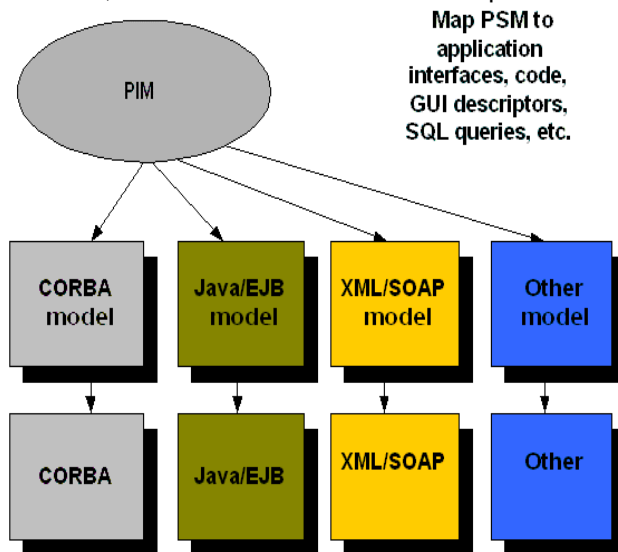 Map PSM to
application
interfaces, code,
GUI descriptors,
SQL queries, etc.
PIM
CORBA
model
Java/EJB
model
XML/SOAP
model
Other
model
CORBA
Java/EJB
XML/SOAP
Other